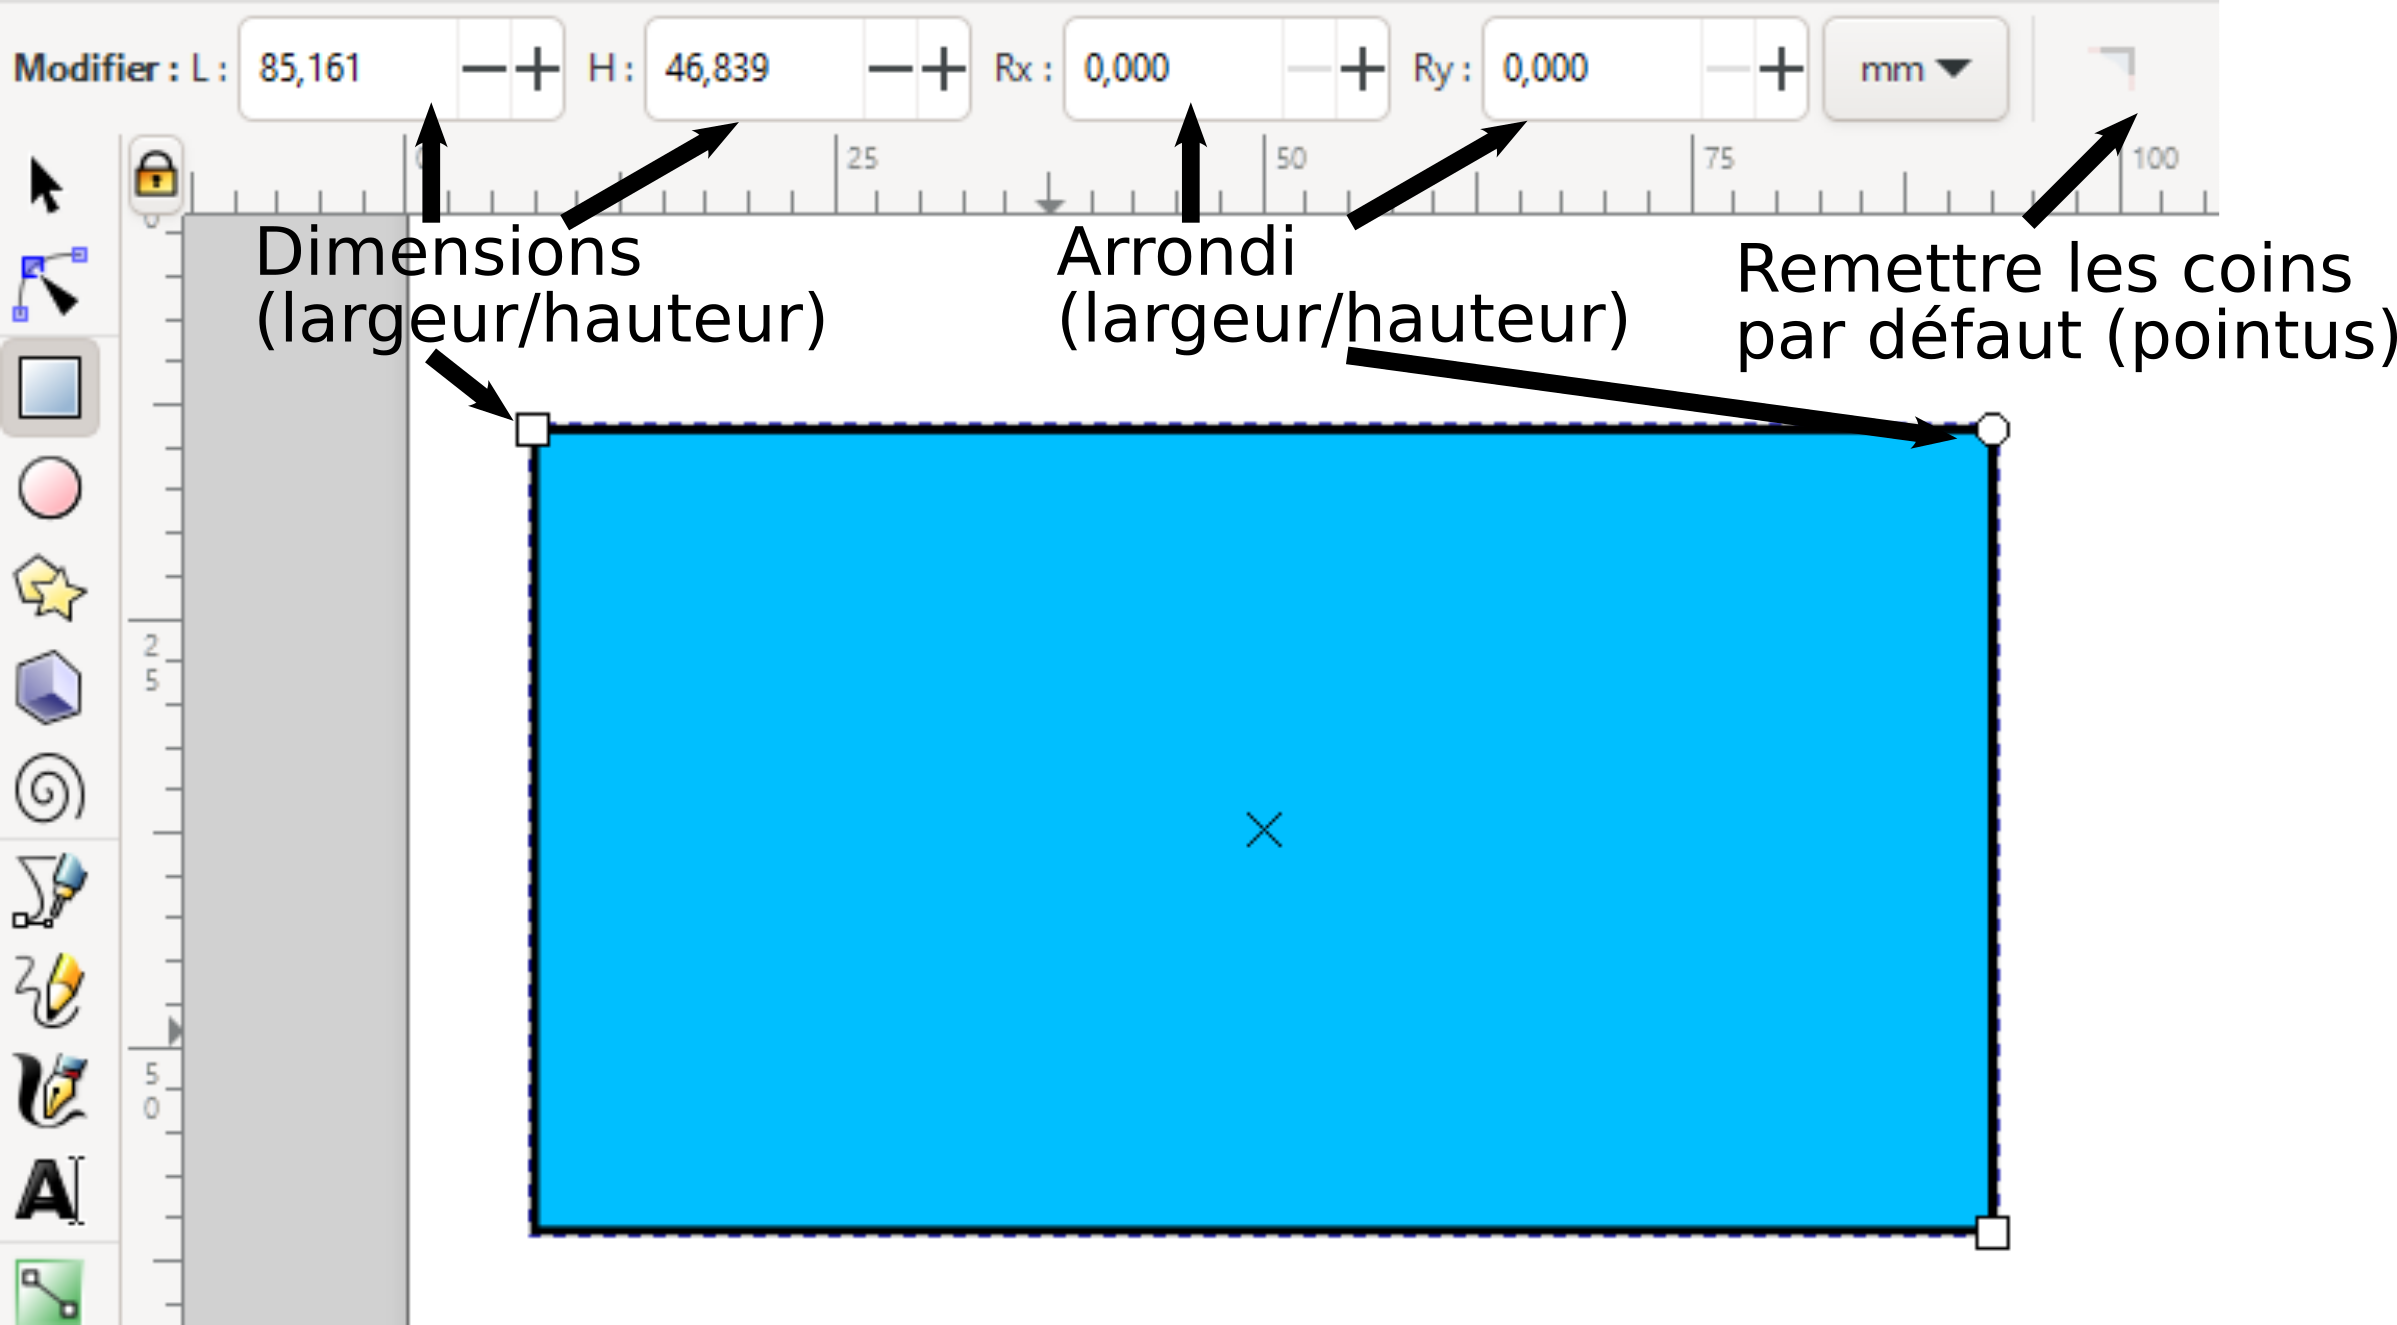 Modifier : L : 85,161 H : 46,839 Rx : 0,000 Ry : 0,000 mm
25 50 75 100
Dimensions
(largeur/hauteur)
Arrondi
(largeur/hauteur)
Remettre les coins
par défaut (pointus)
0
2
5
5
0